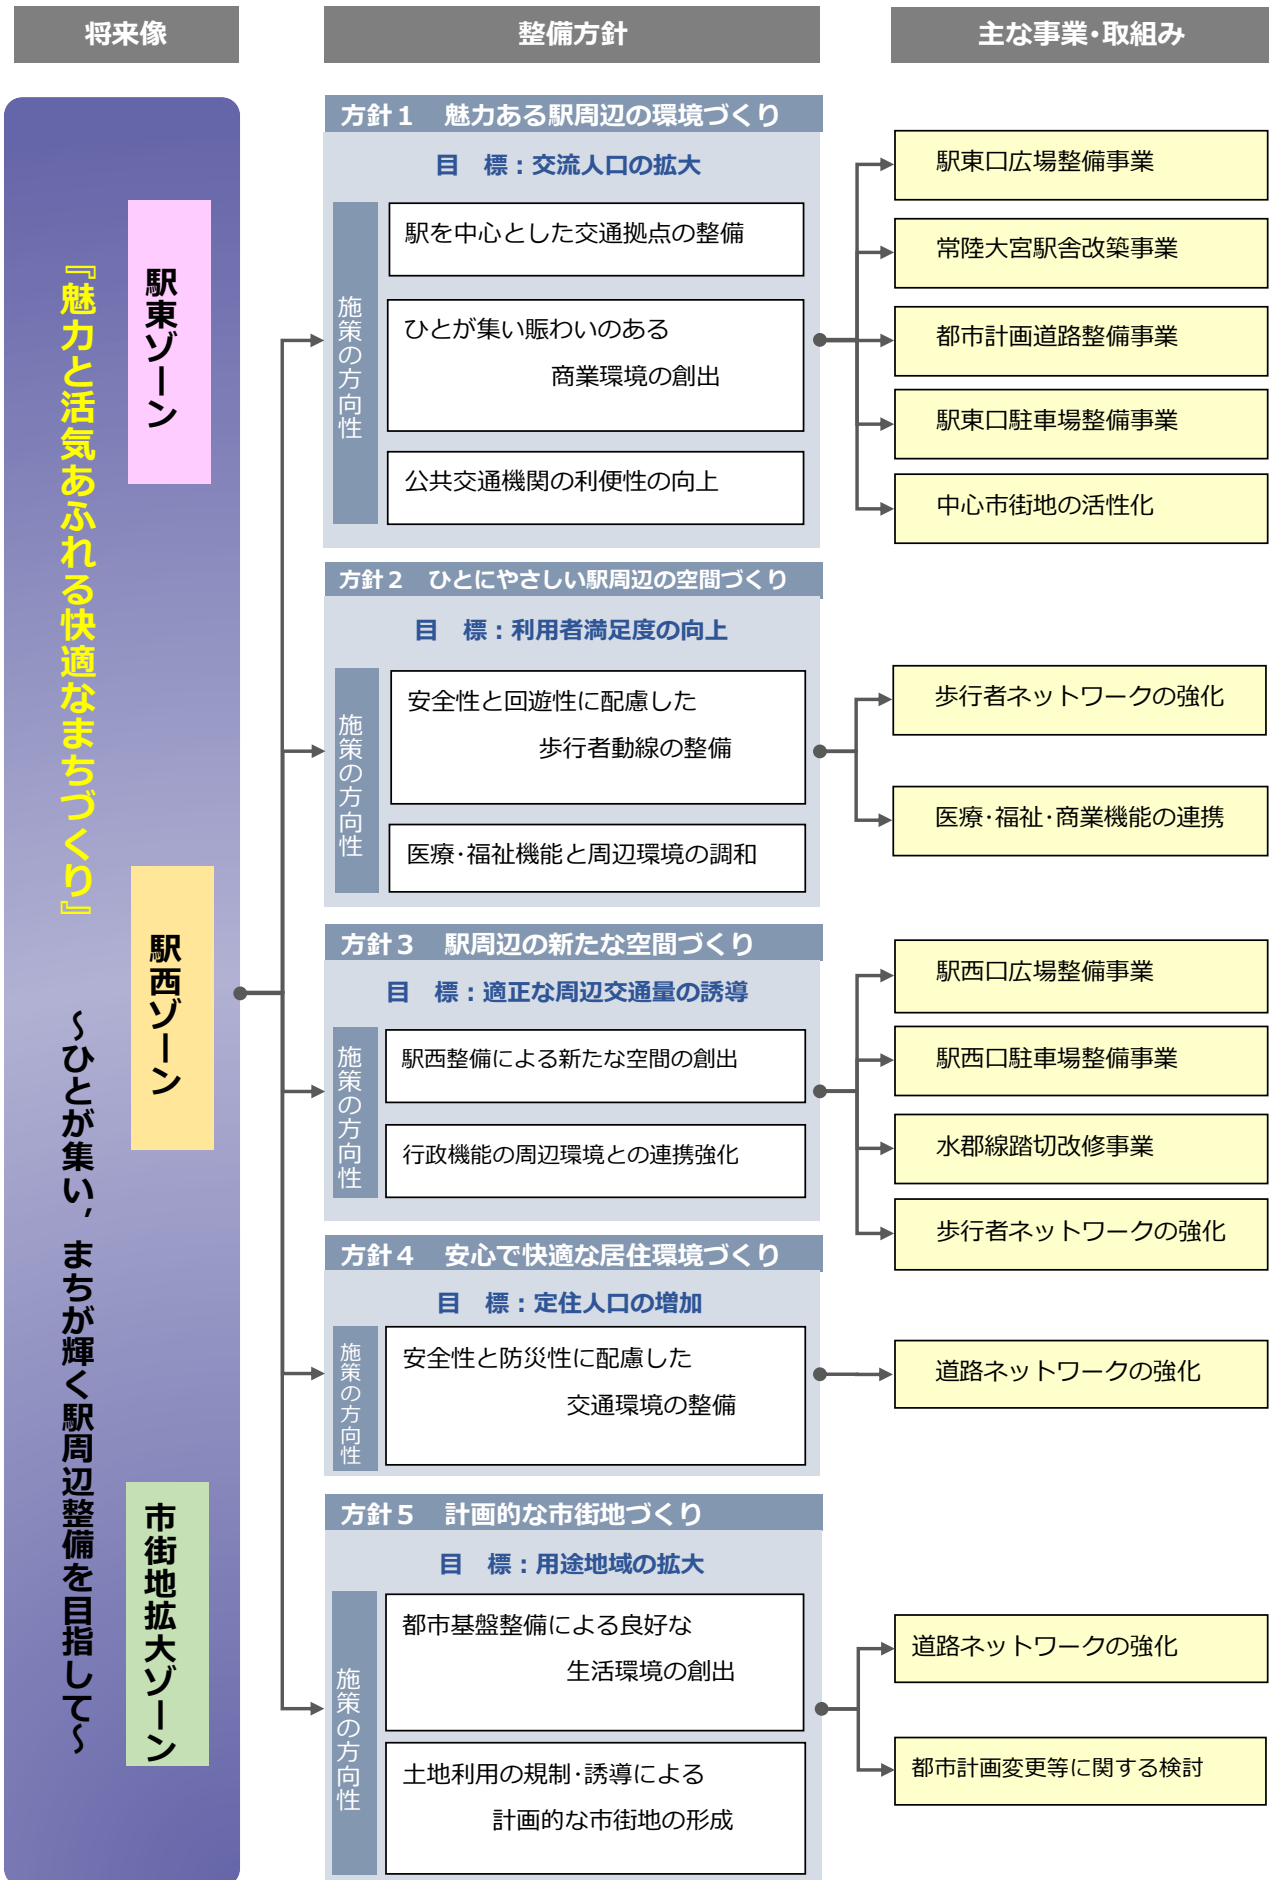 将来像
整備方針
主な事業・取組み
『魅力と活気あふれる快適なまちづくり』
～ひとが集い，まちが輝く駅周辺整備を目指して～
駅東ゾーン
駅西ゾーン
市街地拡大ゾーン
方針１　魅力ある駅周辺の環境づくり
目　標：交流人口の拡大
施策の方向性
駅を中心とした交通拠点の整備
ひとが集い賑わいのある
商業環境の創出
公共交通機関の利便性の向上
駅東口広場整備事業
常陸大宮駅舎改築事業
都市計画道路整備事業
駅東口駐車場整備事業
中心市街地の活性化
方針２　ひとにやさしい駅周辺の空間づくり
目　標：利用者満足度の向上
施策の方向性
安全性と回遊性に配慮した
歩行者動線の整備
医療・福祉機能と周辺環境の調和
歩行者ネットワークの強化
医療・福祉・商業機能の連携
方針３　駅周辺の新たな空間づくり
目　標：適正な周辺交通量の誘導
施策の方向性
駅西整備による新たな空間の創出
行政機能の周辺環境との連携強化
駅西口広場整備事業
駅西口駐車場整備事業
水郡線踏切改修事業
歩行者ネットワークの強化
方針４　安心で快適な居住環境づくり
目　標：定住人口の増加
施策の方向性
安全性と防災性に配慮した
交通環境の整備
道路ネットワークの強化
方針５　計画的な市街地づくり
目　標：用途地域の拡大
施策の方向性
都市基盤整備による良好な
生活環境の創出
土地利用の規制・誘導による
計画的な市街地の形成
道路ネットワークの強化
都市計画変更等に関する検討